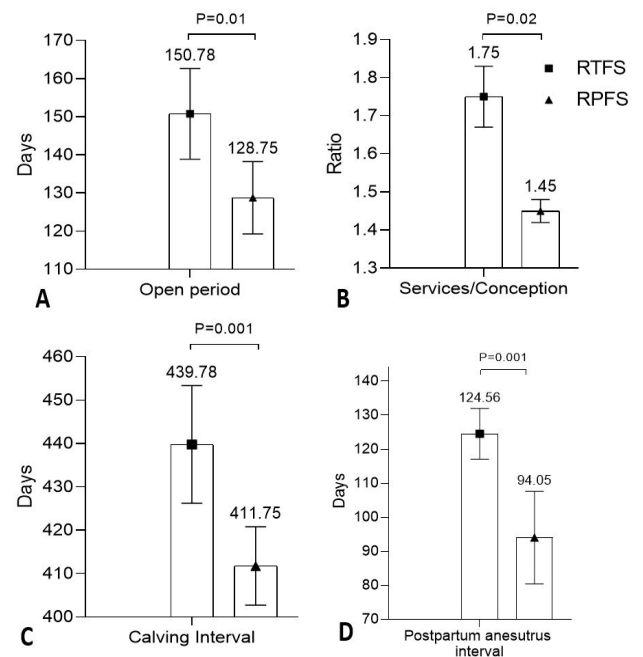 P=0.01
170
150.78
160
150
140
128.75
130
120
110
Days
Open period
A
P=0.02
1.9
1.75
1.8
1.7
1.6
1.5
1.45
1.4
1.3
Ratio
Services/Conception
B
RTFS
RPFS
P=0.001
460
439.78
450
440
430
411.75
420
410
400
Days
Calving Interval
C
P=0.001
140
124.56
130
120
110
94.05
100
90
80
70
Days
Postpartum anesutrus
interval
D